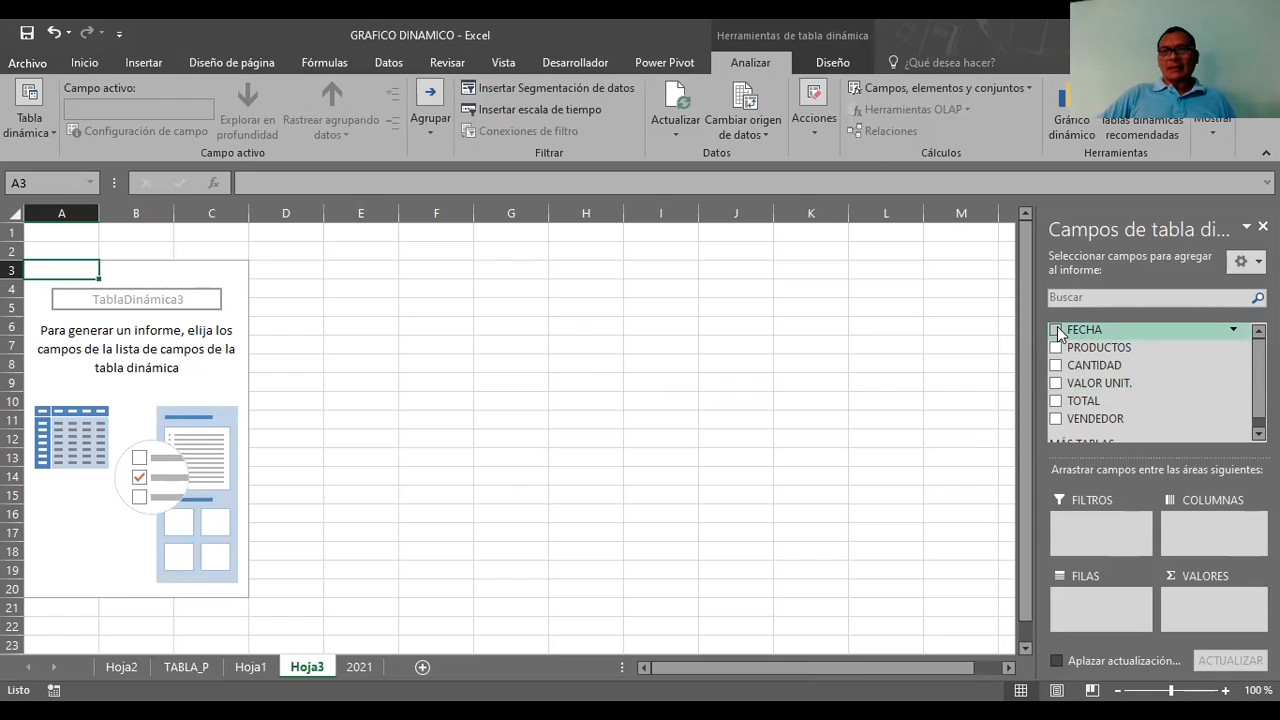 GRAFICO DINAMICO - Excel
Herramientas de tabla dinámica
Archivo
Inicio
Insertar
Diseño de página
Fórmulas
Datos
Revisar
Vista
Desarrollador
Power Pivot
Analizar
Diseño
¿Qué desea hacer?
Tabla dinámica
Campo activo:
Configuración de campo
Explorar en profundidad
Rastrear agrupando datos
Campo activo
Agrupar
Insertar Segmentación de datos
Insertar escala de tiempo
Conexiones de filtro
Filtrar
Actualizar
Cambiar origen de datos
Datos
Acciones
Campos, elementos y conjuntos
Herramientas OLAP
Relaciones
Cálculos
Gráfico dinámico
Tablas dinámicas recomendadas
Herramientas
Mostrar
A3
fx
A B C D E F G H I J K L M
1
2
3
4
5
6
7
8
9
10
11
12
13
14
15
16
17
18
19
20
21
22
23
TablaDinámica3
Para generar un informe, elija los
campos de la lista de campos de la
tabla dinámica
Campos de tabla di...
Seleccionar campos para agregar
al informe:
Buscar
FECHA
PRODUCTOS
CANTIDAD
VALOR UNIT.
TOTAL
VENDEDOR
MÁS TABLAS
Arrastrar campos entre las áreas siguientes:
FILTROS
COLUMNAS
FILAS
Σ VALORES
Aplazar actualización...
ACTUALIZAR
Hoja2
TABLA_P
Hoja1
Hoja3
2021
Listo
100 %